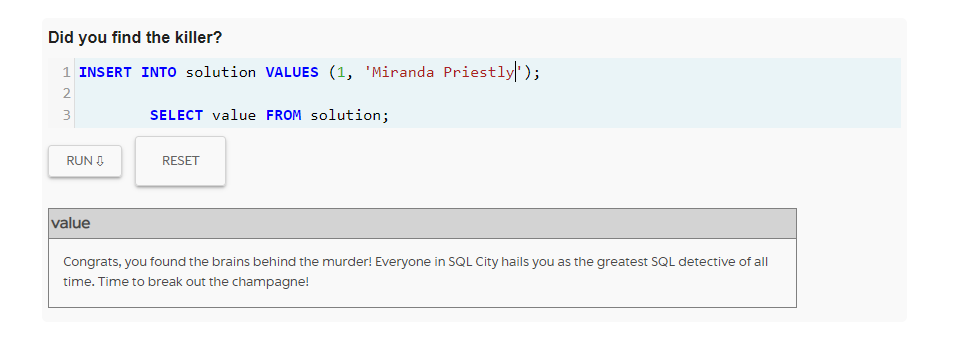 Did you find the killer?
1 INSERT INTO solution VALUES (1, 'Miranda Priestly');
2
3 SELECT value FROM solution;
RUN ⇩ RESET
value
Congrats, you found the brains behind the murder! Everyone in SQL City hails you as the greatest SQL detective of all
time. Time to break out the champagne!